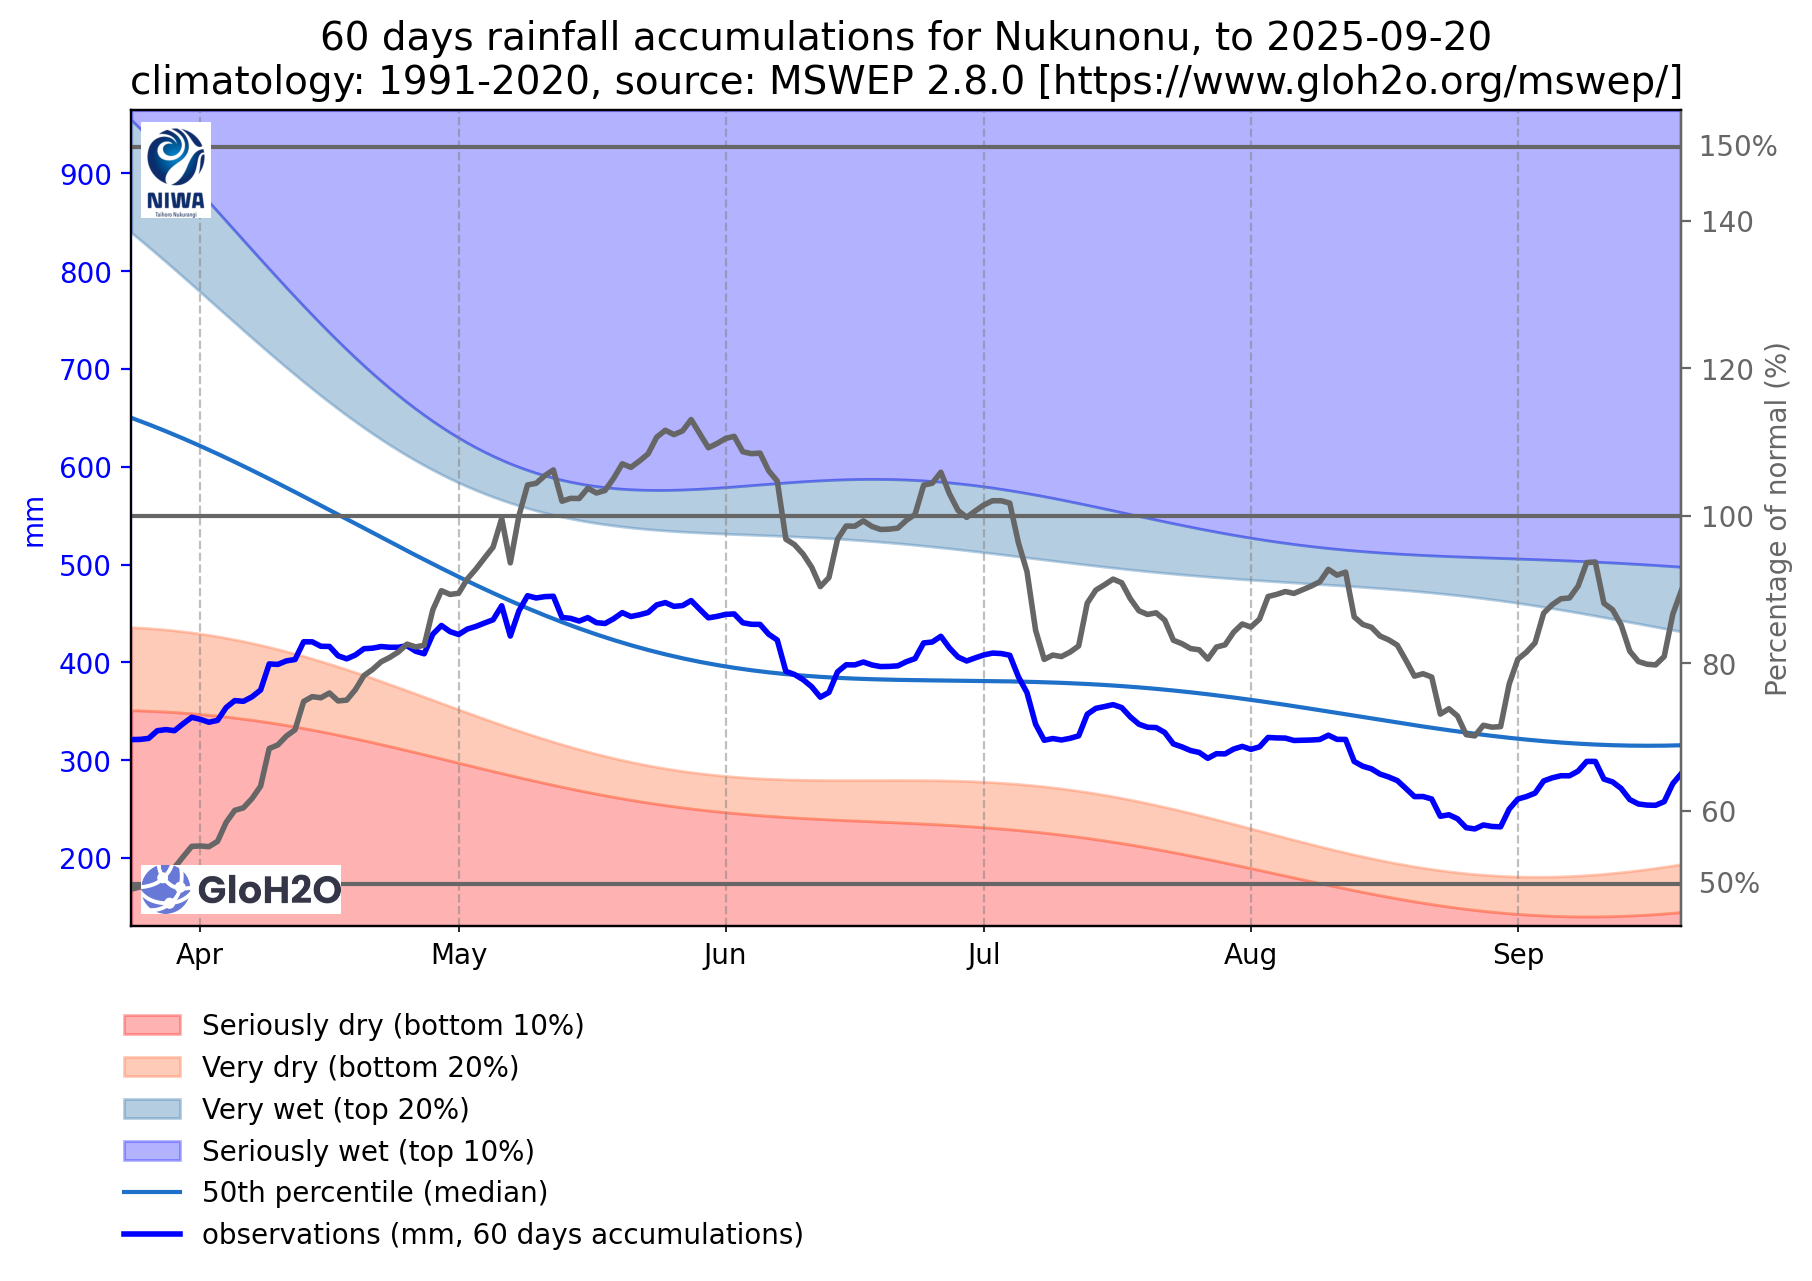 60 days rainfall accumulations for Nukunonu, to 2025-09-20
climatology: 1991-2020, source: MSWEP 2.8.0 [https://www.gloh2o.org/mswep/]
NIWA
Taihoro Nukurangi
900
800
700
600
500
400
300
200
mm
150%
140
120
100
80
60
50%
Percentage of normal (%)
GloH2O
Apr
May
Jun
Jul
Aug
Sep
Seriously dry (bottom 10%)
Very dry (bottom 20%)
Very wet (top 20%)
Seriously wet (top 10%)
50th percentile (median)
observations (mm, 60 days accumulations)